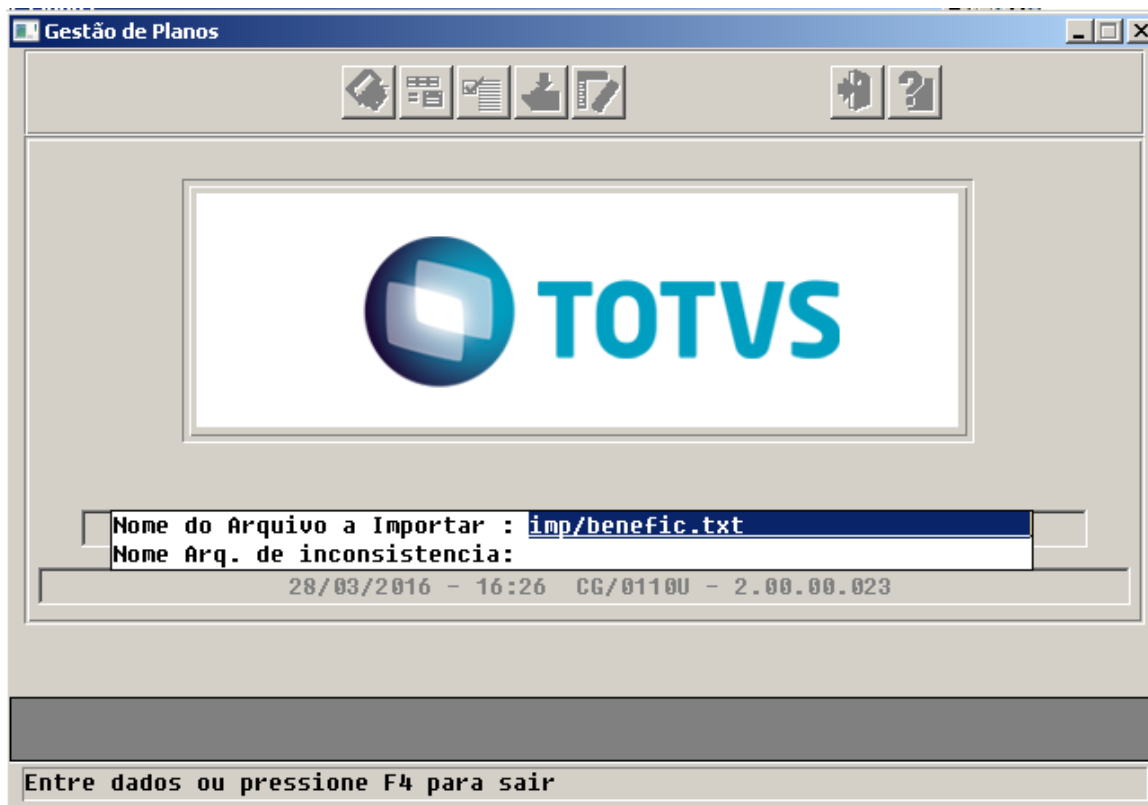 Gestão de Planos
TOTVS
Nome do Arquivo a Importar : imp/benefic.txt
Nome Arq. de inconsistencia:
28/03/2016 - 16:26 CG/0110U - 2.00.00.023
Entre dados ou pressione F4 para sair